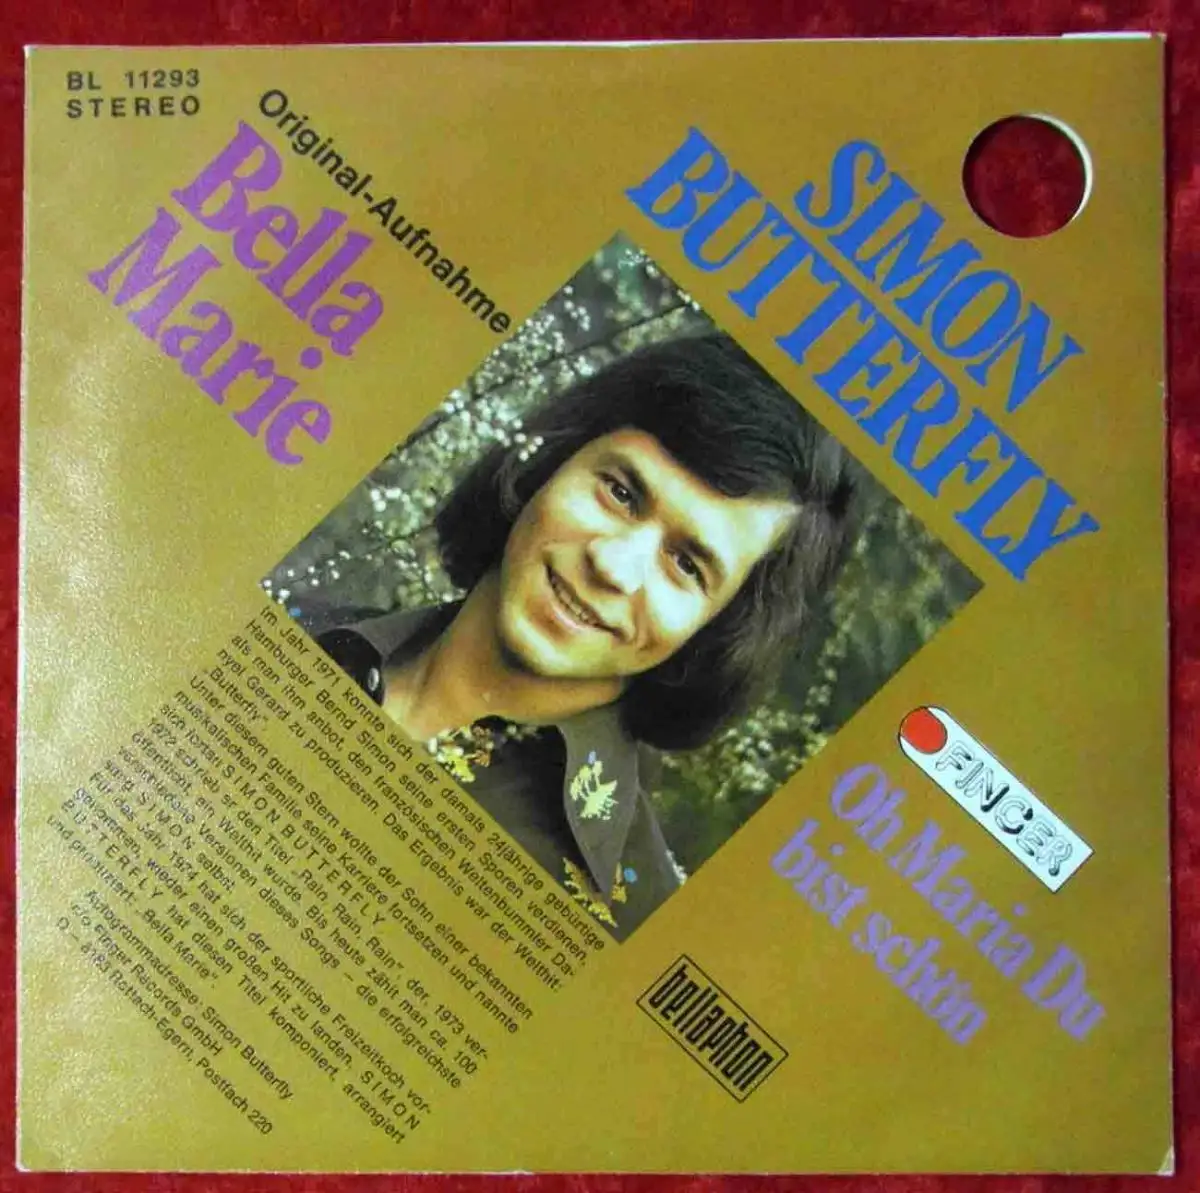 BL 11293
STEREO
Original-Aufnahme
Bella
Marie
SIMON
BUTTERFLY
Im Jahr 1971 konnte sich der damals 24jährige gebürtige
Hamburger Bernd Simon seine ersten Sporen verdienen,
als man ihm anbot, den französischen Weltenbummler Da-
nyel Gerard zu produzieren. Das Ergebnis war der Welthit:
„Butterfly".
Unter diesem guten Stern wollte der Sohn einer bekannten
musikalischen Familie seine Karriere fortsetzen und nannte
sich fortan SIMON BUTTERFLY.
1972 schrieb er den Titel „Rain, Rain, Rain", der, 1973 ver-
öffentlicht, ein Welthit wurde. Bis heute zählt man ca. 100
verschiedene Versionen dieses Songs – die erfolgreichste
sang SIMON selbst.
Für das Jahr 1974 hat sich der sportliche Freizeitkoch vor-
genommen, wieder einen großen Hit zu landen. SIMON
BUTTERFLY hat diesen Titel komponiert, arrangiert
und produziert: „Bella Marie".
Autogrammadresse: Simon Butterfly
c/o Finger Records GmbH
D – 8183 Rottach-Egern, Postfach 220
FINGER
Oh Maria Du
bist schön
bellaphon